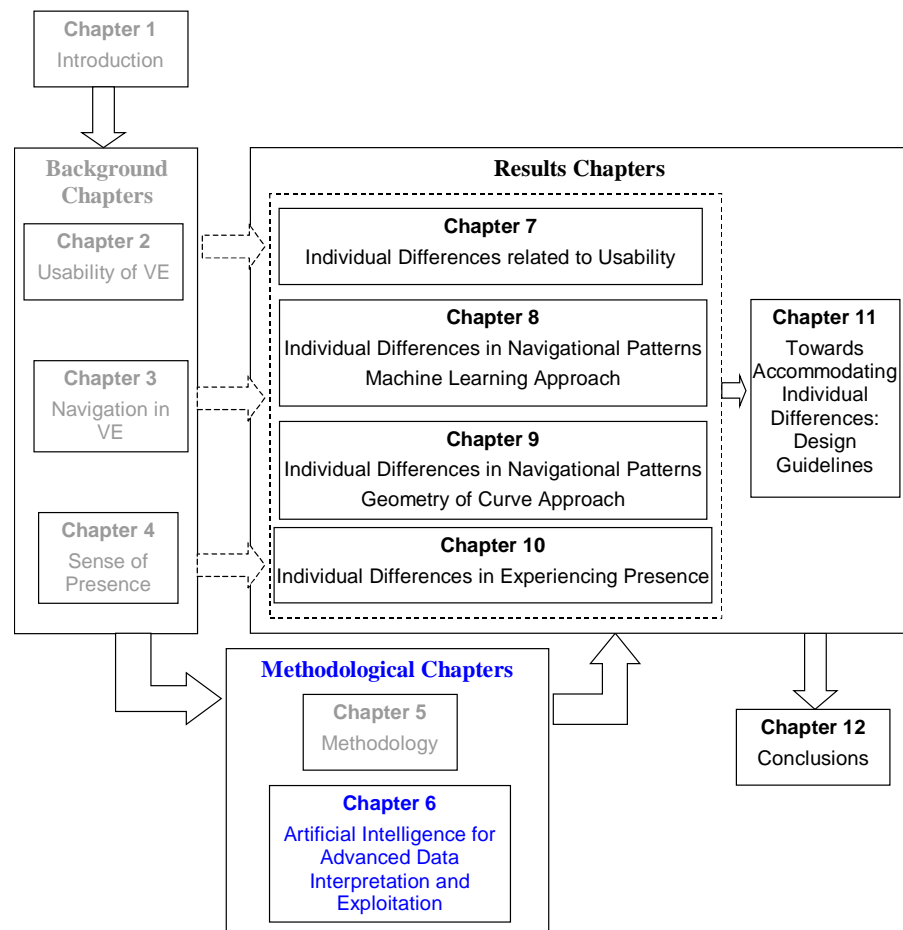 Chapter 1
Introduction
Background
Chapters
Chapter 2
Usability of VE
Chapter 3
Navigation in
VE
Chapter 4
Sense of
Presence
Results Chapters
Chapter 7
Individual Differences related to Usability
Chapter 8
Individual Differences in Navigational Patterns
Machine Learning Approach
Chapter 9
Individual Differences in Navigational Patterns
Geometry of Curve Approach
Chapter 10
Individual Differences in Experiencing Presence
Chapter 11
Towards
Accommodating
Individual
Differences:
Design
Guidelines
Methodological Chapters
Chapter 5
Methodology
Chapter 6
Artificial Intelligence for
Advanced Data
Interpretation and
Exploitation
Chapter 12
Conclusions